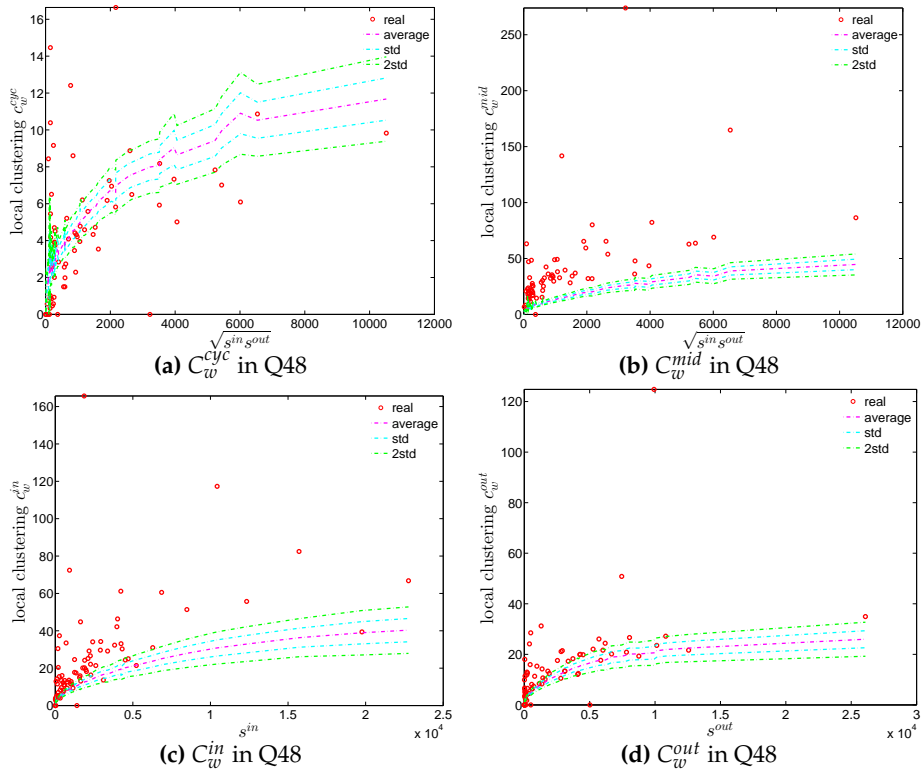 16
14
12
10
8
6
4
2
0
local clustering c_w^{cyc}
real
average
std
2std
0 2000 4000 6000 8000 10000 12000
√s^{in}s^{out}
(a) C_w^{cyc} in Q48
250
200
150
100
50
0
local clustering c_w^{mid}
real
average
std
2std
0 2000 4000 6000 8000 10000 12000
√s^{in}s^{out}
(b) C_w^{mid} in Q48
160
140
120
100
80
60
40
20
0
local clustering c_w^{in}
real
average
std
2std
0 0.5 1 1.5 2 2.5
s^{in}
x 10^4
(c) C_w^{in} in Q48
120
100
80
60
40
20
0
local clustering c_w^{out}
real
average
std
2std
0 0.5 1 1.5 2 2.5 3
s^{out}
x 10^4
(d) C_w^{out} in Q48